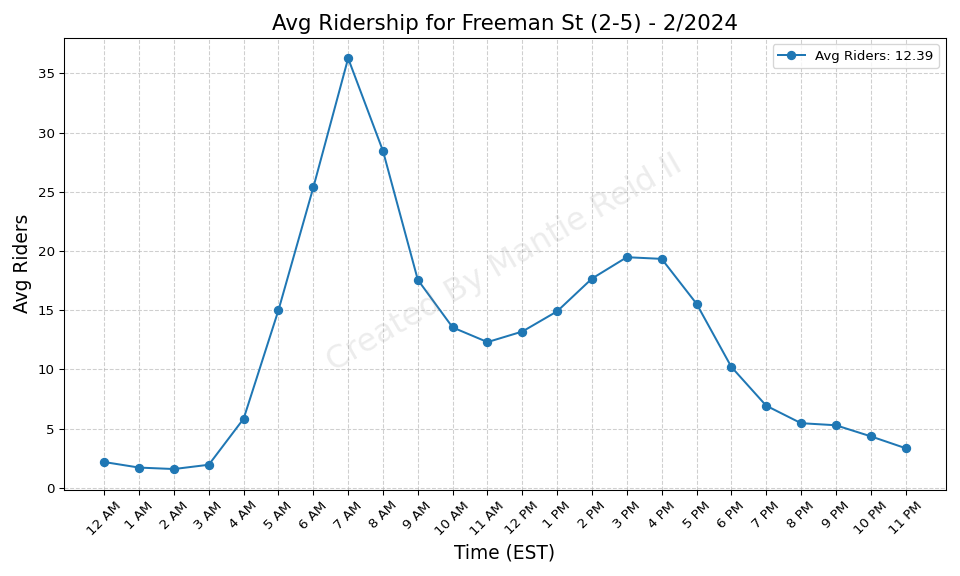 Avg Ridership for Freeman St (2-5) - 2/2024
Avg Riders: 12.39
Avg Riders
35
30
25
20
15
10
5
0
Created By Mantie Reid II
12 AM
1 AM
2 AM
3 AM
4 AM
5 AM
6 AM
7 AM
8 AM
9 AM
10 AM
11 AM
12 PM
1 PM
2 PM
3 PM
4 PM
5 PM
6 PM
7 PM
8 PM
9 PM
10 PM
11 PM
Time (EST)